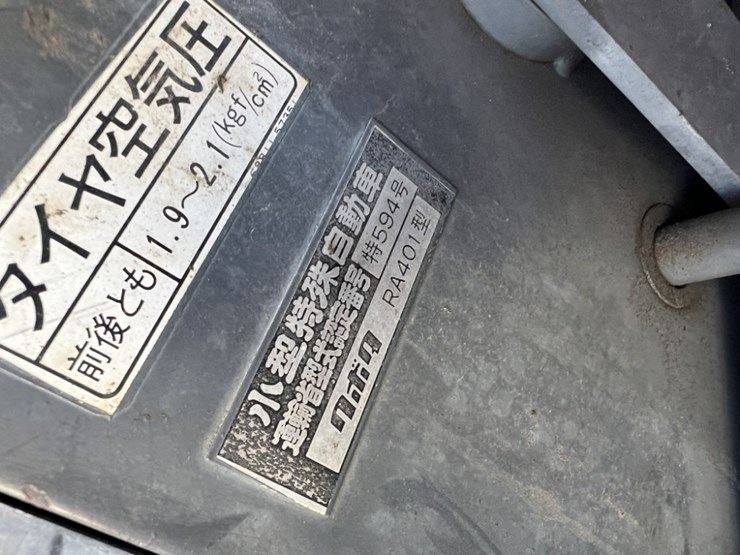 タイヤ空気圧
前後とも
1.9〜2.1(kgf/cm²)
小型特殊自動車
運輸省型式認定番号
特594号
クボタ
RA401型